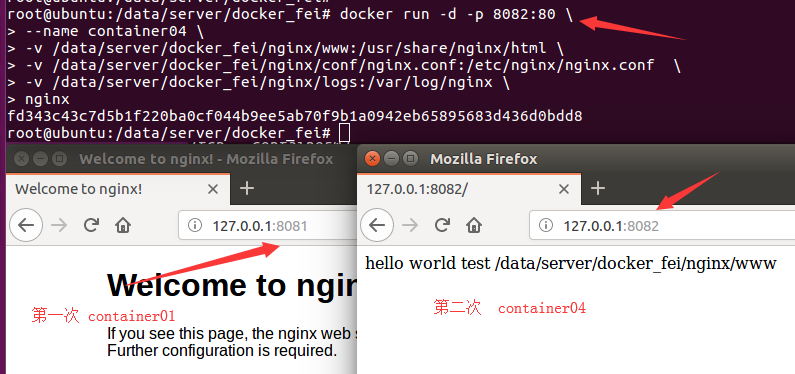 root@ubuntu:/data/server/docker_fei#
root@ubuntu:/data/server/docker_fei# docker run -d -p 8082:80 \
> --name container04 \
> -v /data/server/docker_fei/nginx/www:/usr/share/nginx/html \
> -v /data/server/docker_fei/nginx/conf/nginx.conf:/etc/nginx/nginx.conf  \
> -v /data/server/docker_fei/nginx/logs:/var/log/nginx \
> nginx
fd343c43c7d5b1f220ba0cf044b9ee5ab70f9b1a0942eb65895683d436d0bdd8
root@ubuntu:/data/server/docker_fei#
Welcome to nginx! - Mozilla Firefox
Welcome to nginx!
127.0.0.1:8081
Welcome to ngin
第一次 container01
If you see this page, the nginx web
Further configuration is required.
Mozilla Firefox
127.0.0.1:8082/
127.0.0.1:8082
hello world test /data/server/docker_fei/nginx/www
第二次 container04